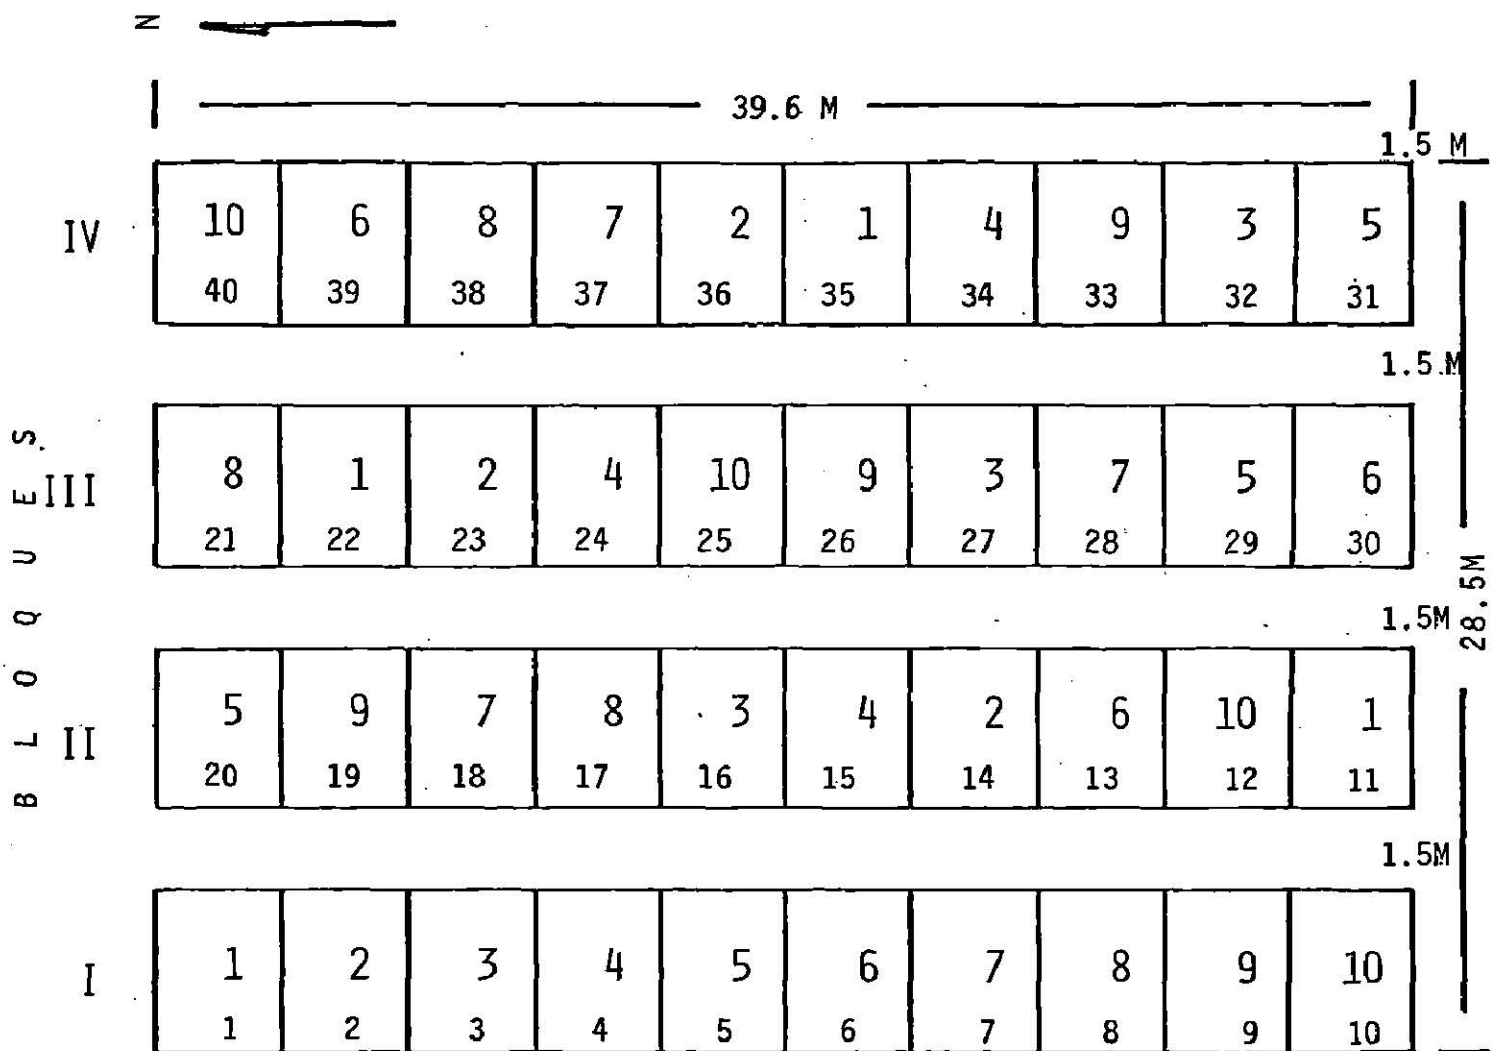 N
39.6 M
1.5 M
IV 10 6 8 7 2 1 4 9 3 5
40 39 38 37 36 35 34 33 32 31
1.5 M
III 8 1 2 4 10 9 3 7 5 6
21 22 23 24 25 26 27 28 29 30
1.5M
28.5M
BLOQUES
II 5 9 7 8 3 4 2 6 10 1
20 19 18 17 16 15 14 13 12 11
1.5M
I 1 2 3 4 5 6 7 8 9 10
1 2 3 4 5 6 7 8 9 10